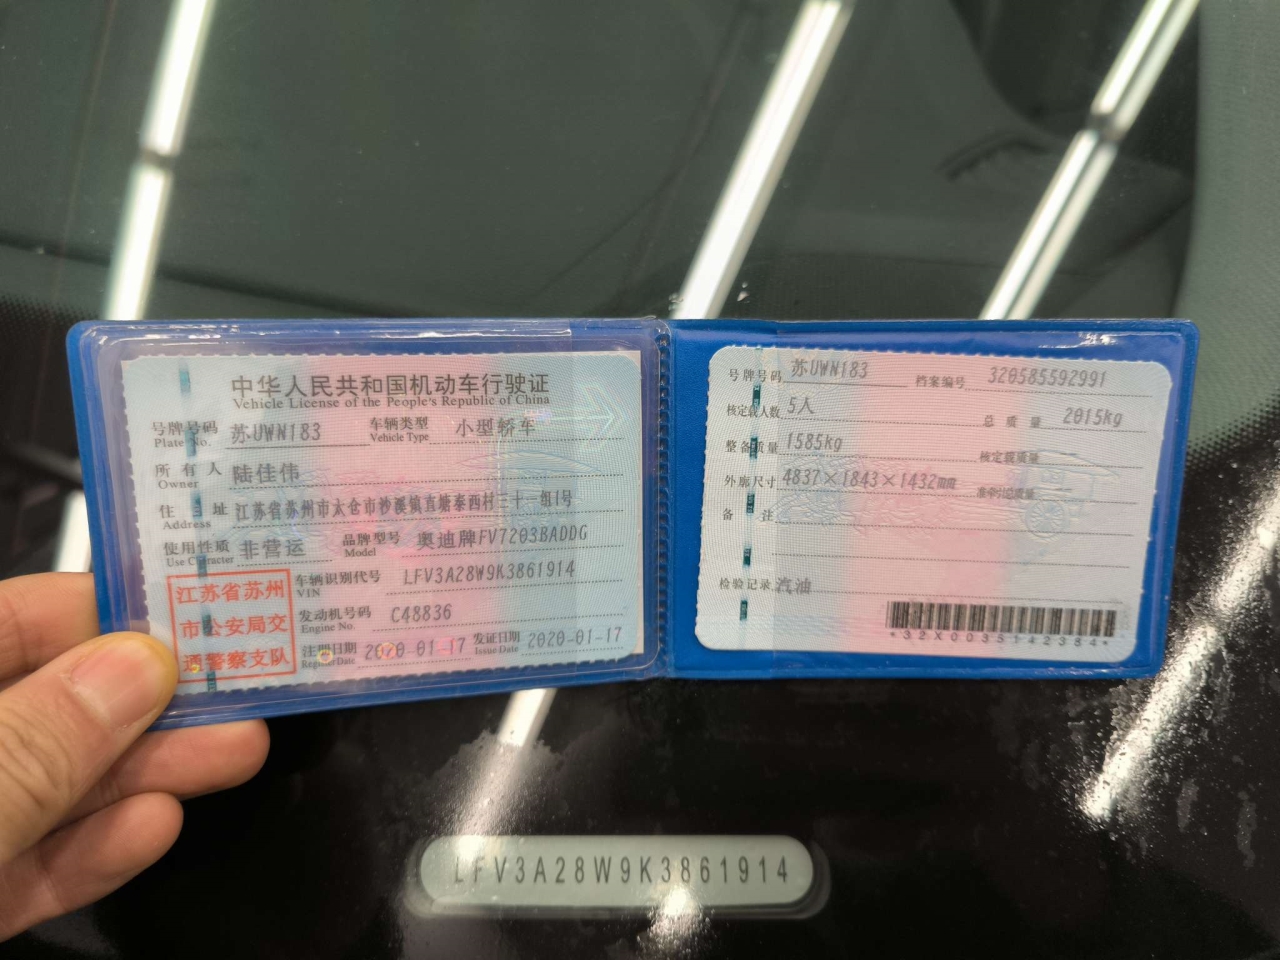 中华人民共和国机动车行驶证
Vehicle License of the People's Republic of China
号牌号码 Plate No. 苏UWN183 车辆类型 Vehicle Type 小型轿车
所有人 Owner 陆佳伟
住址 Address 江苏省苏州市太仓市沙溪镇直塘泰西村三十一组1号
使用性质 Use Character 非营运 品牌型号 Model 奥迪牌FV7203BADDG
车辆识别代号 VIN LFV3A28W9K3861914
发动机号码 Engine No. C48836
注册日期 Register Date 2020-01-17 发证日期 Issue Date 2020-01-17
江苏省苏州
市公安局交
通警察支队
号牌号码 苏UWN183 档案编号 320585592991
核定载人数 5人 总质量 2015kg
整备质量 1585kg 核定载质量
外廓尺寸 4837×1843×1432mm 准牵引总质量
备注
检验记录 汽油
*32X0035142354*
LFV3A28W9K3861914